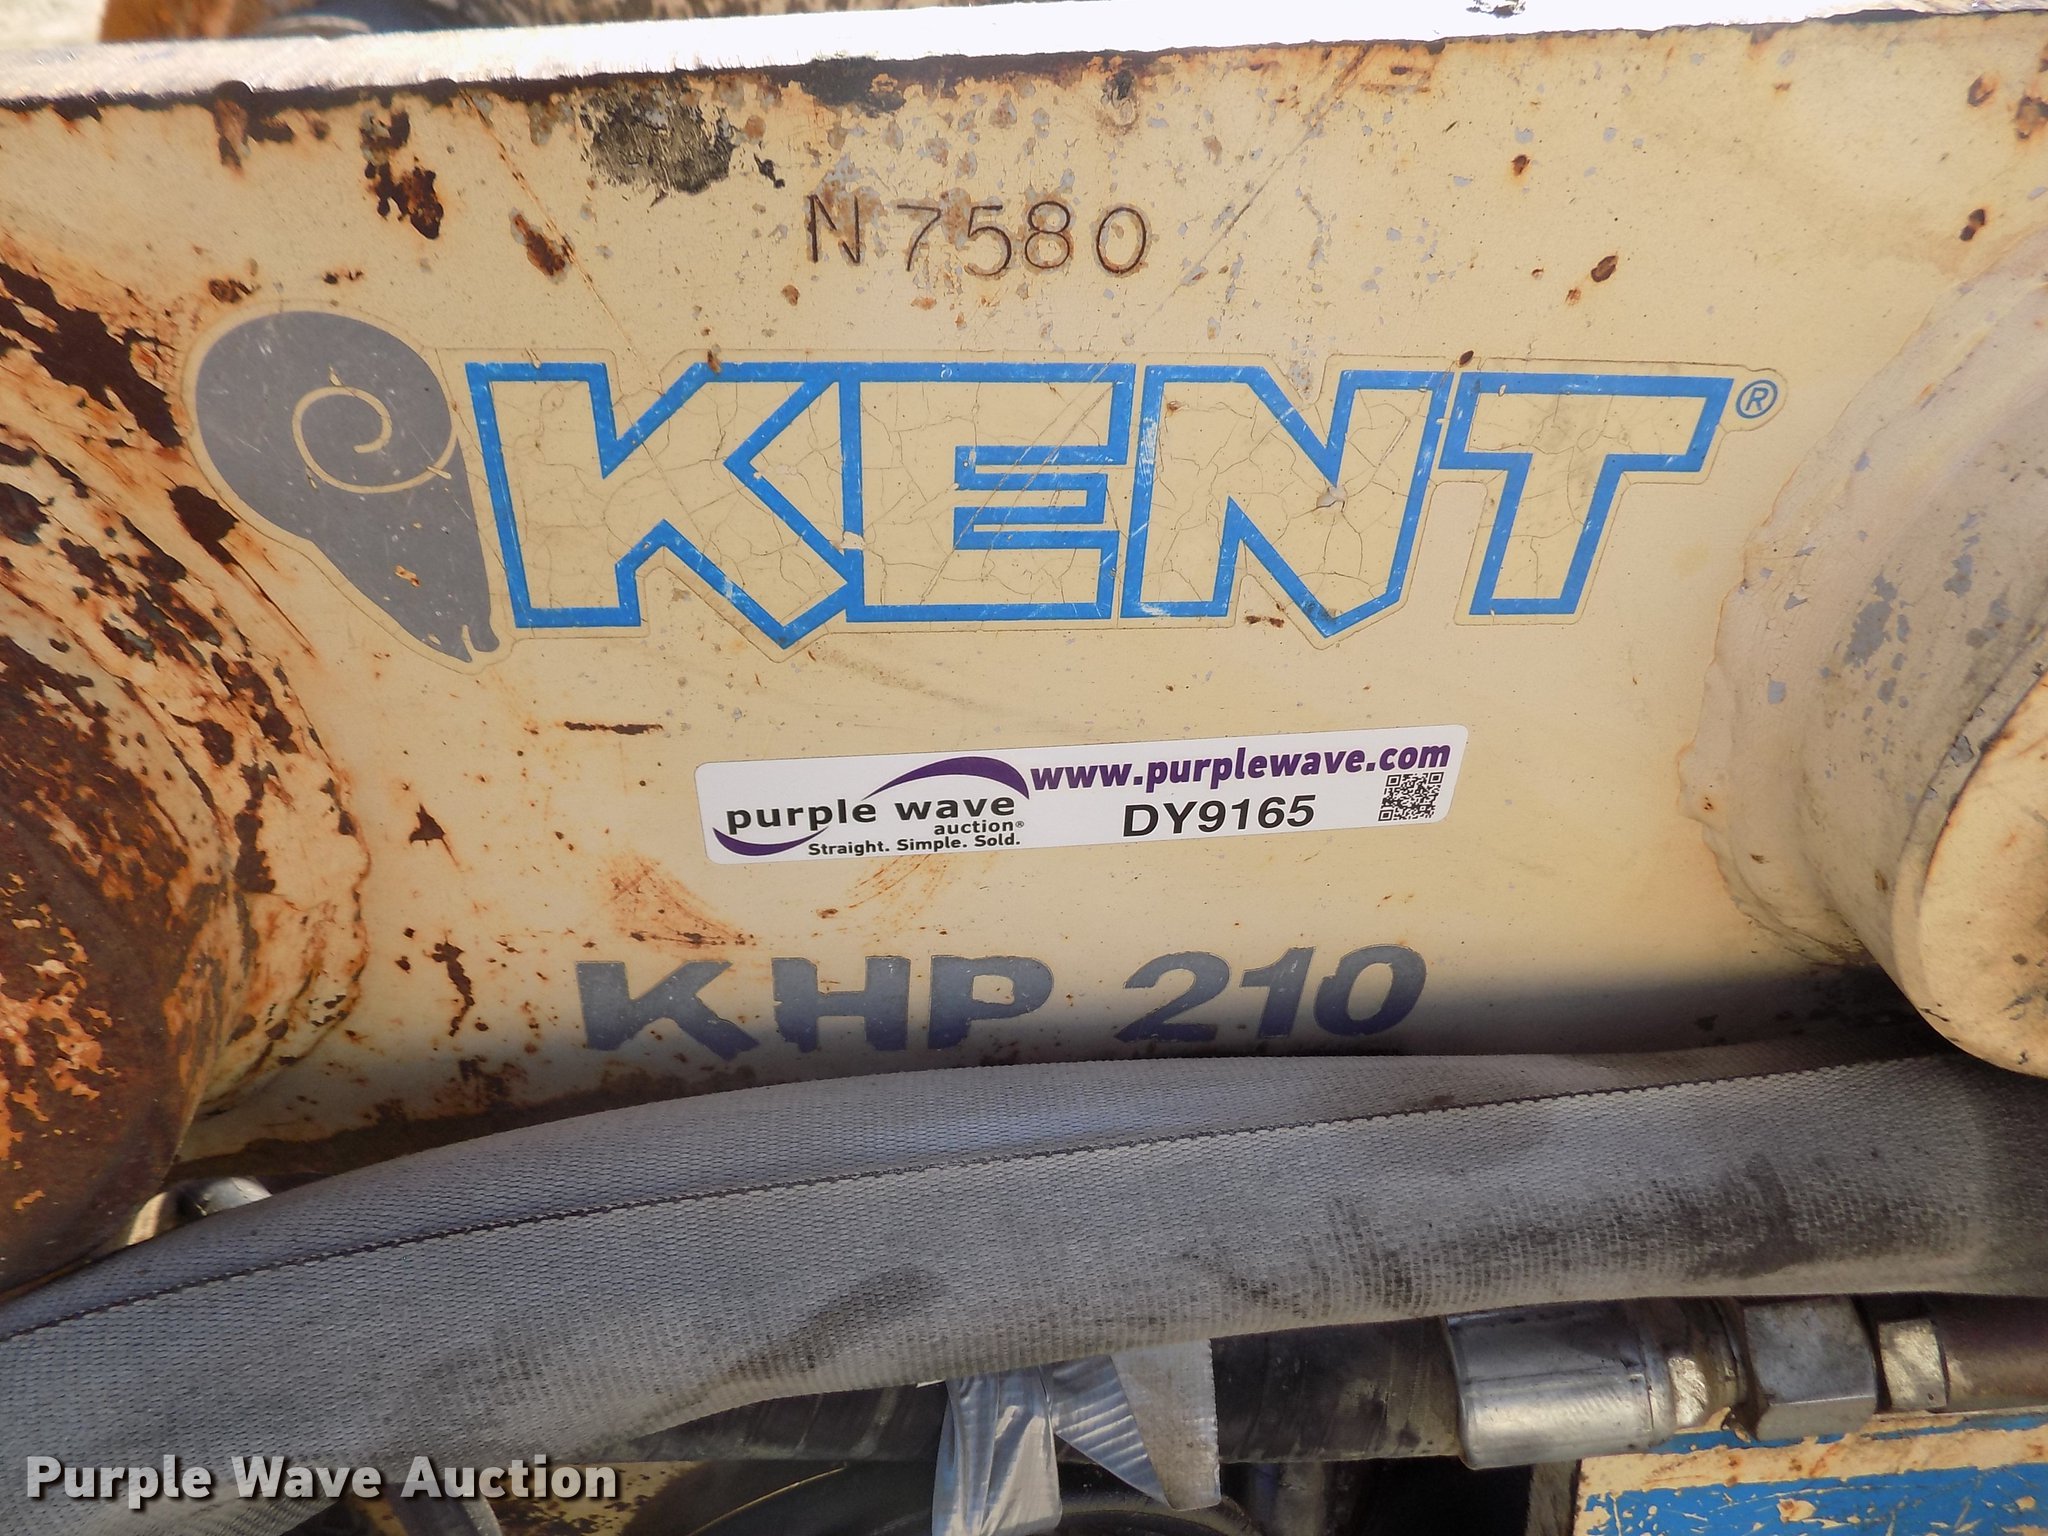 N7580
KENT®
www.purplewave.com
purple wave
auction®
DY9165
Straight. Simple. Sold.
KHP 210
Purple Wave Auction